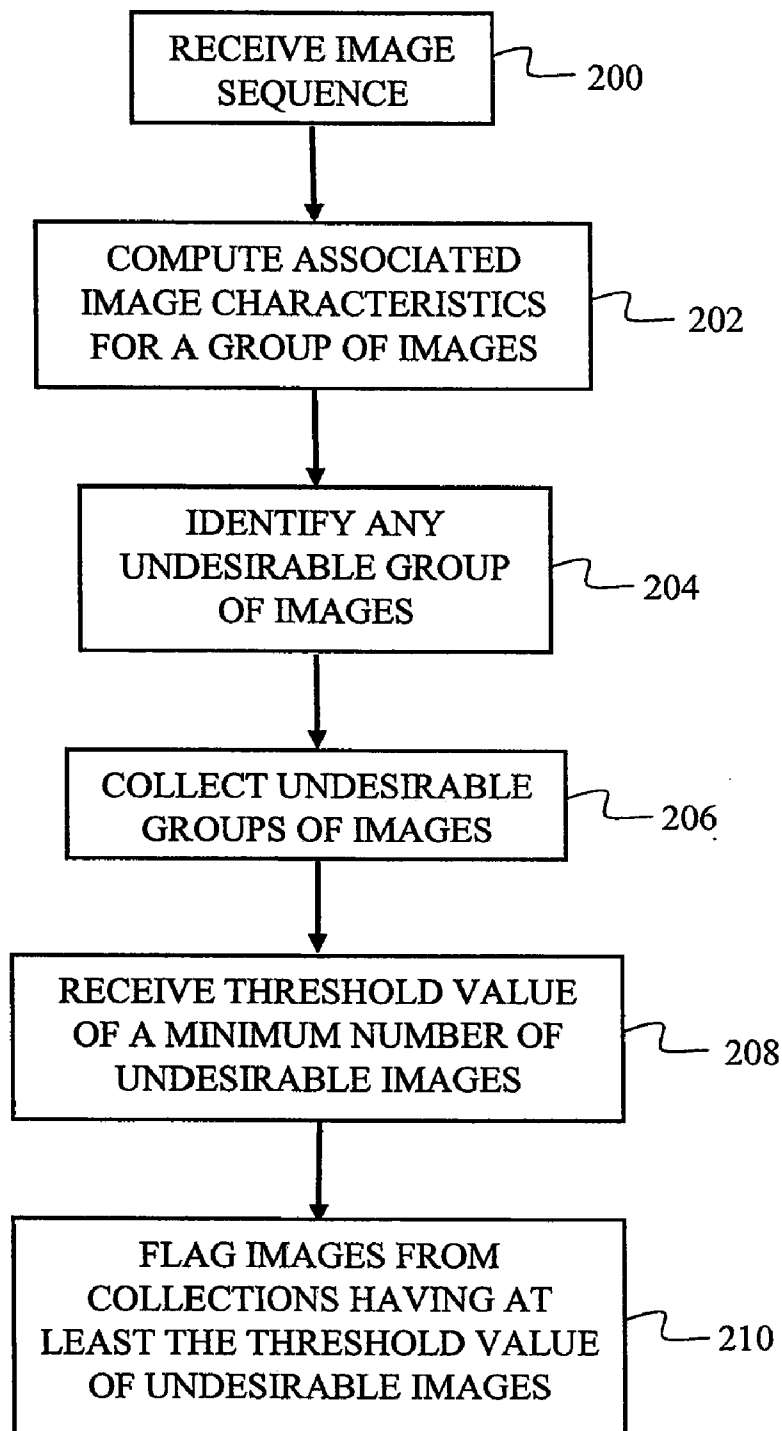 RECEIVE IMAGE
SEQUENCE
200
COMPUTE ASSOCIATED
IMAGE CHARACTERISTICS
FOR A GROUP OF IMAGES
202
IDENTIFY ANY
UNDESIRABLE GROUP
OF IMAGES
204
COLLECT UNDESIRABLE
GROUPS OF IMAGES
206
RECEIVE THRESHOLD VALUE
OF A MINIMUM NUMBER OF
UNDESIRABLE IMAGES
208
FLAG IMAGES FROM
COLLECTIONS HAVING AT
LEAST THE THRESHOLD VALUE
OF UNDESIRABLE IMAGES
210